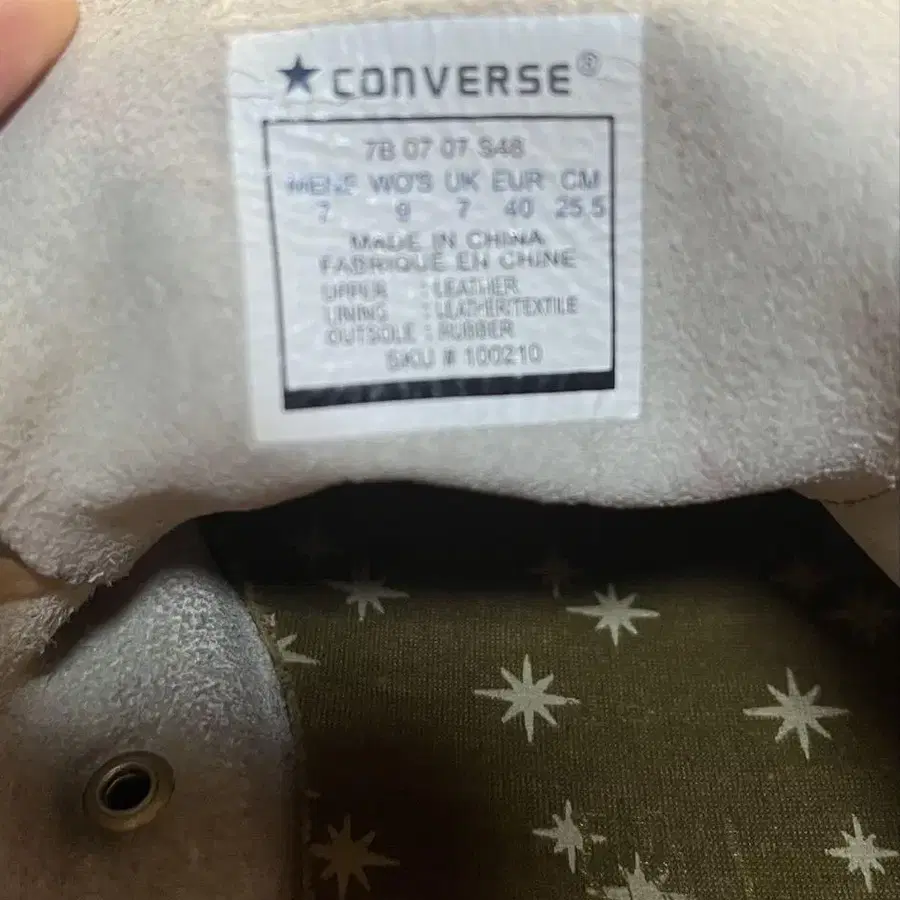 CONVERSE®
7B 07 07 S48
MEN'S WO'S UK EUR CM
7 9 7 40 25.5
MADE IN CHINA
FABRIQUE EN CHINE
UPPER : LEATHER
LINING : LEATHER/TEXTILE
OUTSOLE : RUBBER
SKU # 100210